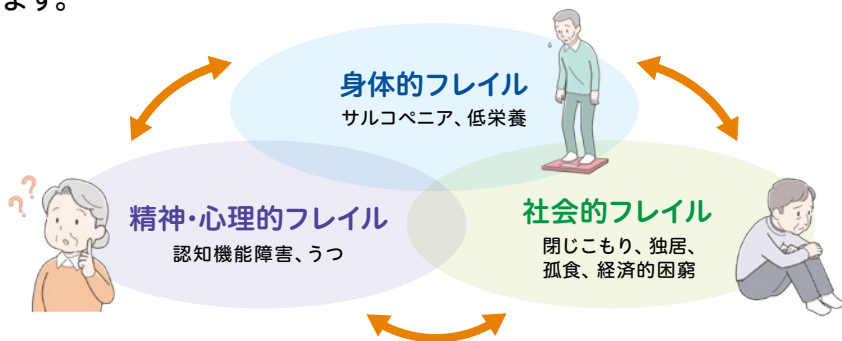 ます。
身体的フレイル
サルコペニア、低栄養
??
精神・心理的フレイル
認知機能障害、うつ
社会的フレイル
閉じこもり、独居、
孤食、経済的困窮